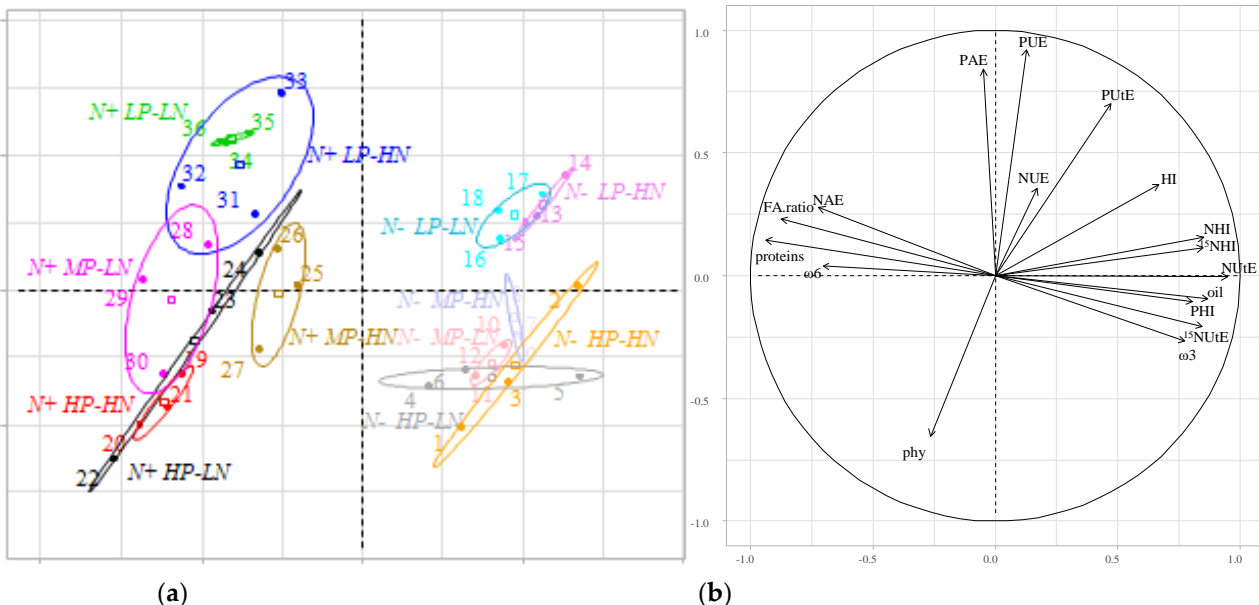 33
N+ LP-LN
36
35
34
N+ LP-HN
32
31
28
N+ MP-LN
29
30
24
23
26
25
N+ MP-HN
27
19
21
N+ HP-HN
20
22
N+ HP-LN
14
17
18
N- LP-HN
13
N- LP-LN
15
16
N- MP-HN
2
7
10
N- MP-LN
N- HP-HN
12
9
6
11
4
5
3
N- HP-LN
1
(a)
1.0
PUE
PAE
PUtE
0.5
NUE
HI
NAE
FA.ratio
NHI
¹⁵NHI
proteins
ω6
0.0
NUtE
oil
PHI
¹⁵NUtE
ω3
-0.5
phy
-1.0
-1.0
-0.5
0.0
0.5
1.0
(b)